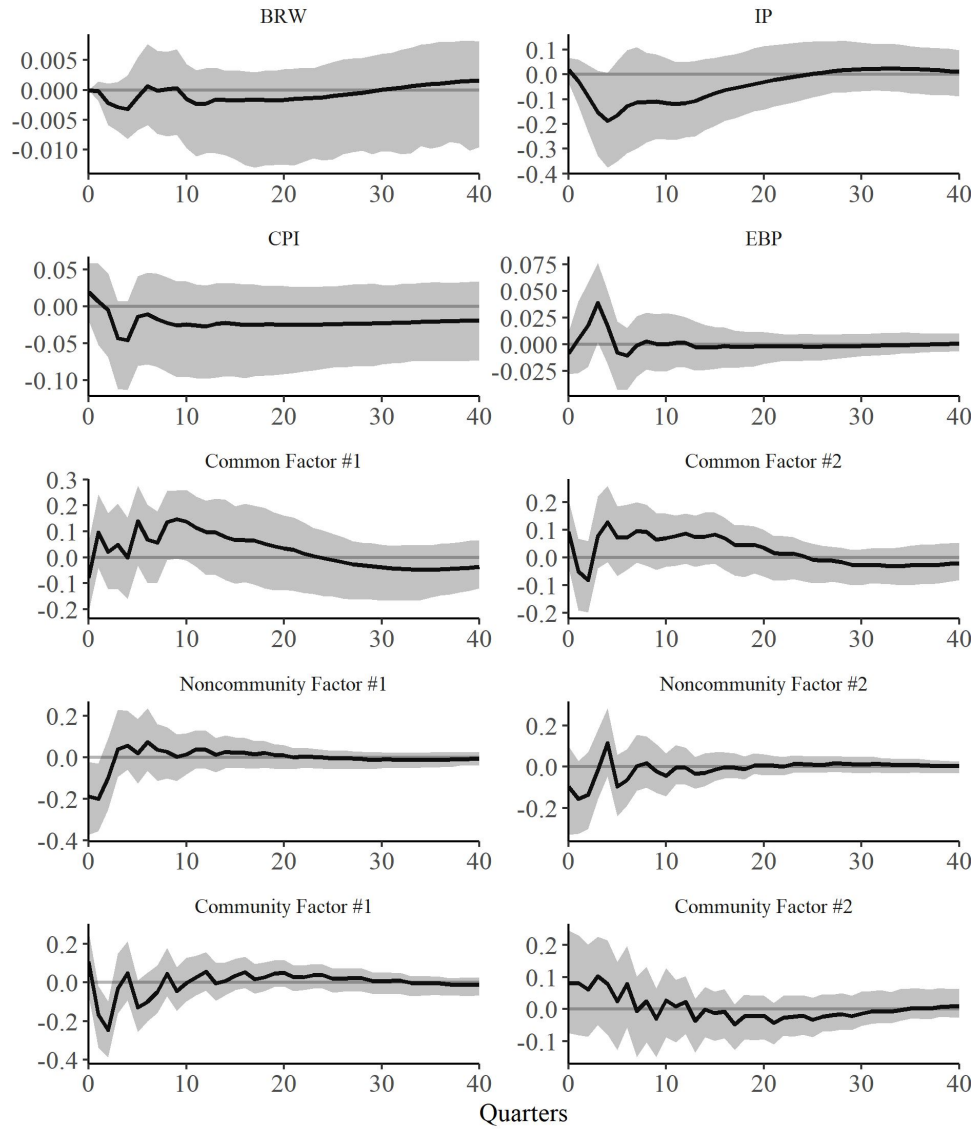 BRW IP
0.005 0.1
0.000 0.0
-0.005 -0.1
-0.010 -0.2
-0.3
-0.4
0 10 20 30 40 0 10 20 30 40
CPI EBP
0.05 0.075
0.00 0.050
-0.05 0.025
-0.10 0.000
-0.025
0 10 20 30 40 0 10 20 30 40
Common Factor #1 Common Factor #2
0.3 0.2
0.2 0.1
0.1 0.0
0.0 -0.1
-0.1 -0.2
-0.2
0 10 20 30 40 0 10 20 30 40
Noncommunity Factor #1 Noncommunity Factor #2
0.2 0.2
0.0 0.0
-0.2 -0.2
-0.4
0 10 20 30 40 0 10 20 30 40
Community Factor #1 Community Factor #2
0.2 0.2
0.0 0.1
-0.2 0.0
-0.4 -0.1
0 10 20 30 40 0 10 20 30 40
Quarters